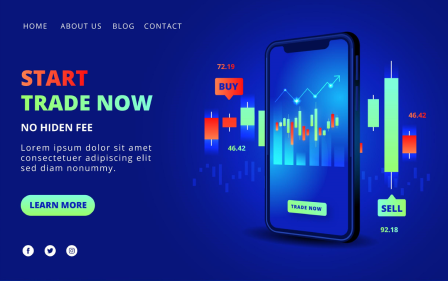 HOME ABOUT US BLOG CONTACT
START
TRADE NOW
NO HIDEN FEE
Lorem ipsum dolor sit amet
consectetuer adipiscing elit
sed diam nonummy.
LEARN MORE
72.19
BUY
46.42
TRADE NOW
46.42
SELL
92.18